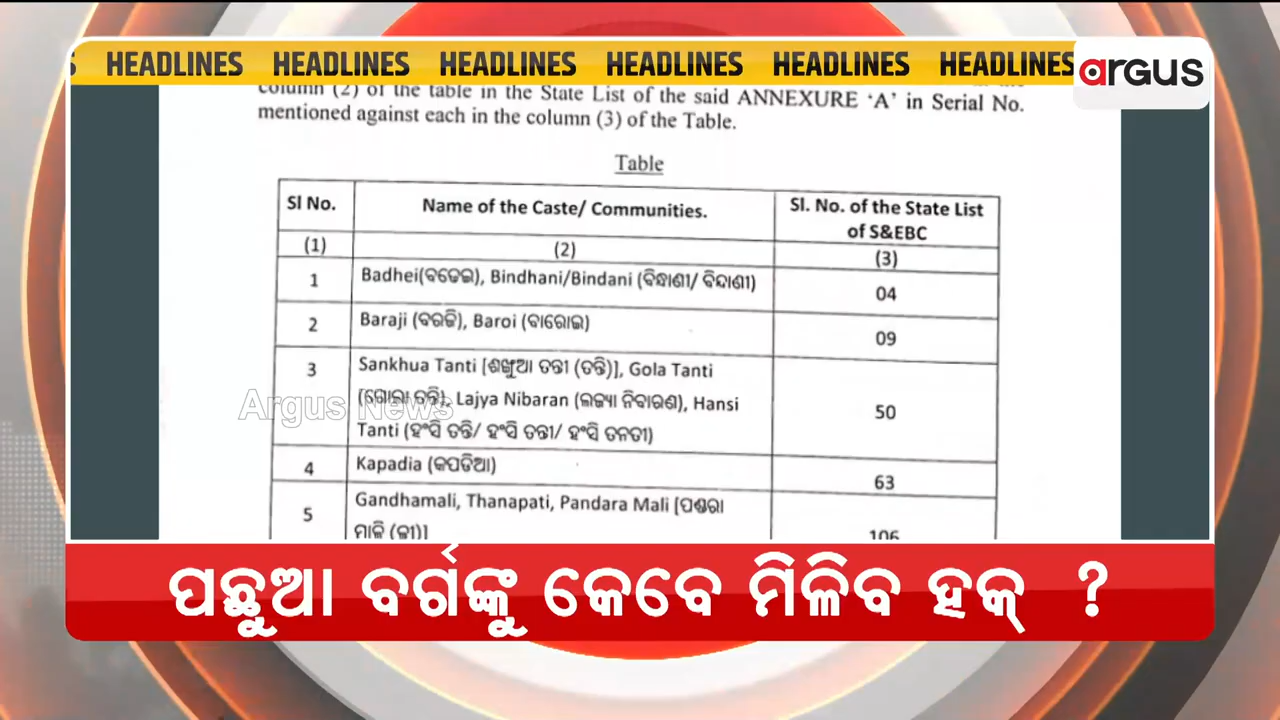 HEADLINES HEADLINES HEADLINES HEADLINES HEADLINES HEADLINES
argus
column (2) of the table in the State List of the said ANNEXURE ‘A’ in Serial No.
mentioned against each in the column (3) of the Table.
Table
Sl No. Name of the Caste/ Communities. Sl. No. of the State List
of S&EBC
(1) (2) (3)
1 Badhei(ବଢେଇ), Bindhani/Bindani (ବିନ୍ଧାଣୀ/ ବିନ୍ଦାଣୀ) 04
2 Baraji (ବରଜି), Baroi (ବାରୋଇ) 09
3 Sankhua Tanti [ଶଙ୍ଖୁଆ ତନ୍ତୀ (ତନ୍ତି)], Gola Tanti
(ଗୋଲା ତନ୍ତି), Lajya Nibaran (ଲଜ୍ୟା ନିବାରଣ), Hansi 50
Tanti (ହଂସି ତନ୍ତି/ ହଂସି ତନ୍ତୀ/ ହଂସି ତନତୀ)
Argus News
4 Kapadia (କପଡିଆ) 63
5 Gandhamali, Thanapati, Pandara Mali [ପଣ୍ଡରା 106
ମାଳି (ଳୀ)]
ପଛୁଆ ବର୍ଗଙ୍କୁ କେବେ ମିଳିବ ହକ୍ ?